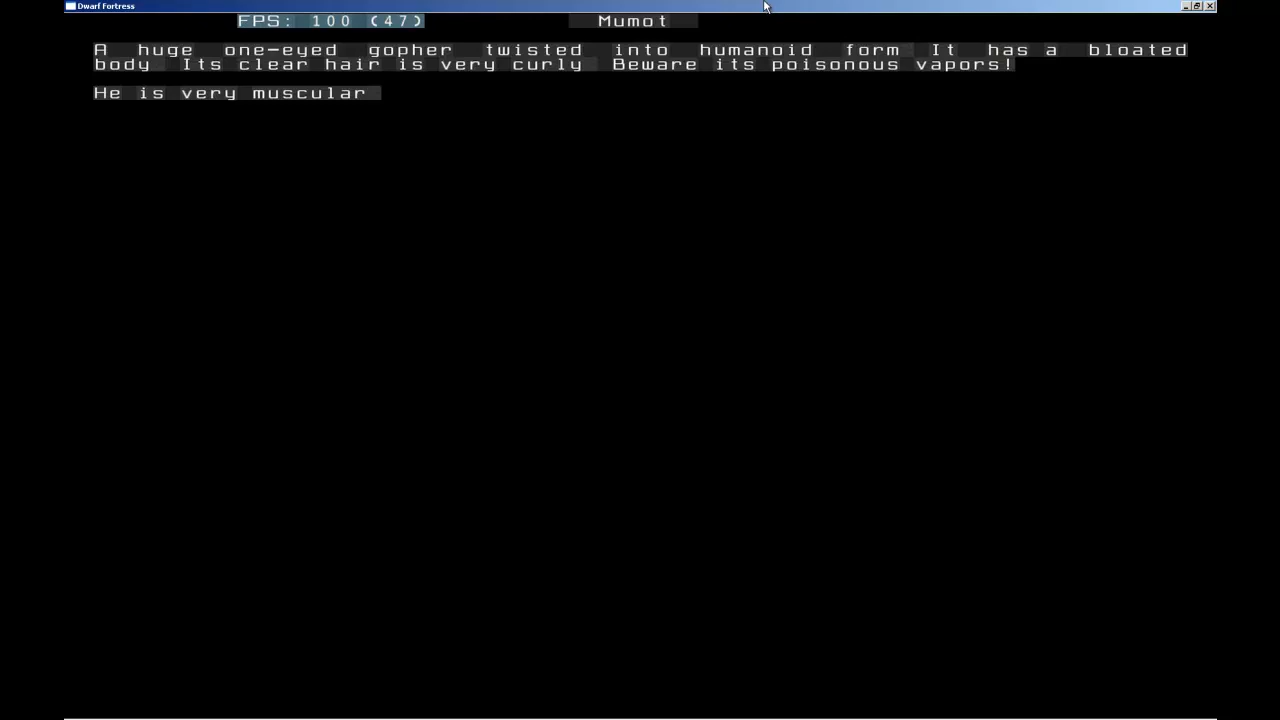 Dwarf Fortress
FPS: 100 (47) Mumot
A huge one-eyed gopher twisted into humanoid form It has a bloated
body Its clear hair is very curly Beware its poisonous vapors!
He is very muscular